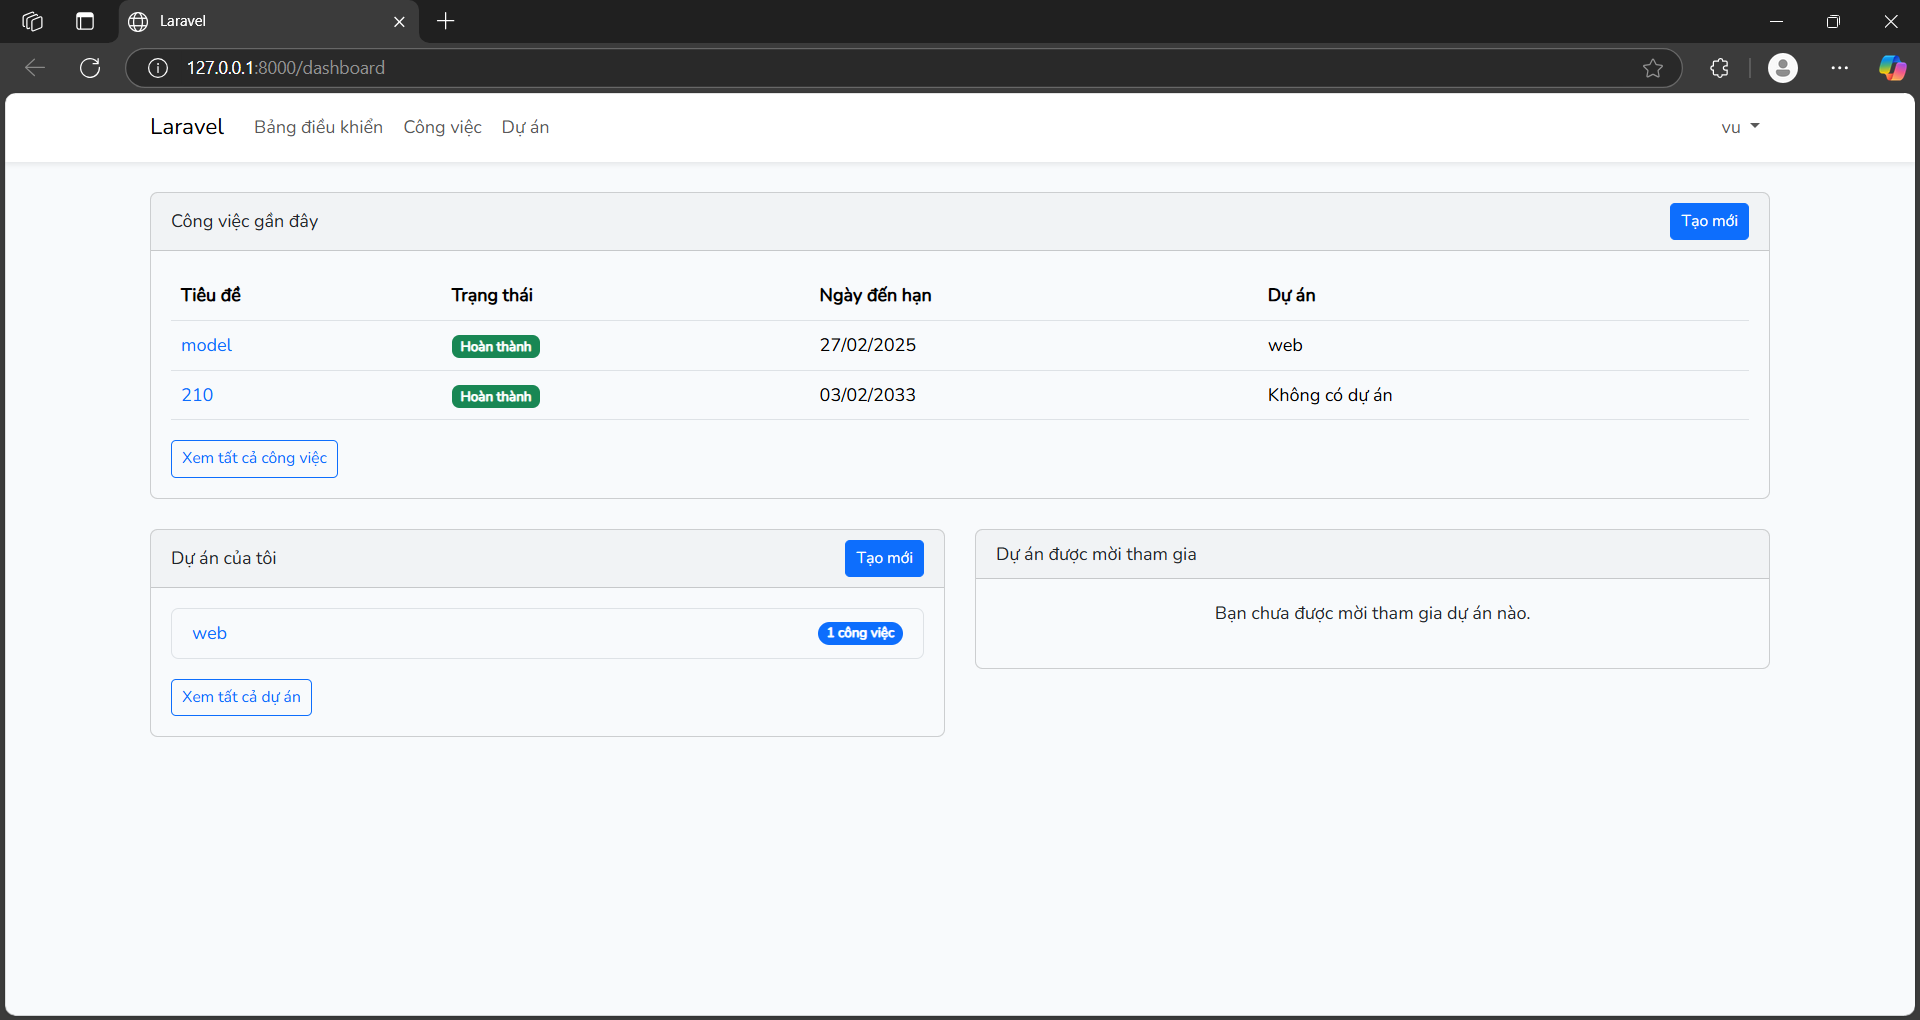 Laravel
127.0.0.1:8000/dashboard
Laravel Bảng điều khiển Công việc Dự án vu
Công việc gần đây Tạo mới
Tiêu đề Trạng thái Ngày đến hạn Dự án
model Hoàn thành 27/02/2025 web
210 Hoàn thành 03/02/2033 Không có dự án
Xem tất cả công việc
Dự án của tôi Tạo mới
web 1 công việc
Xem tất cả dự án
Dự án được mời tham gia
Bạn chưa được mời tham gia dự án nào.